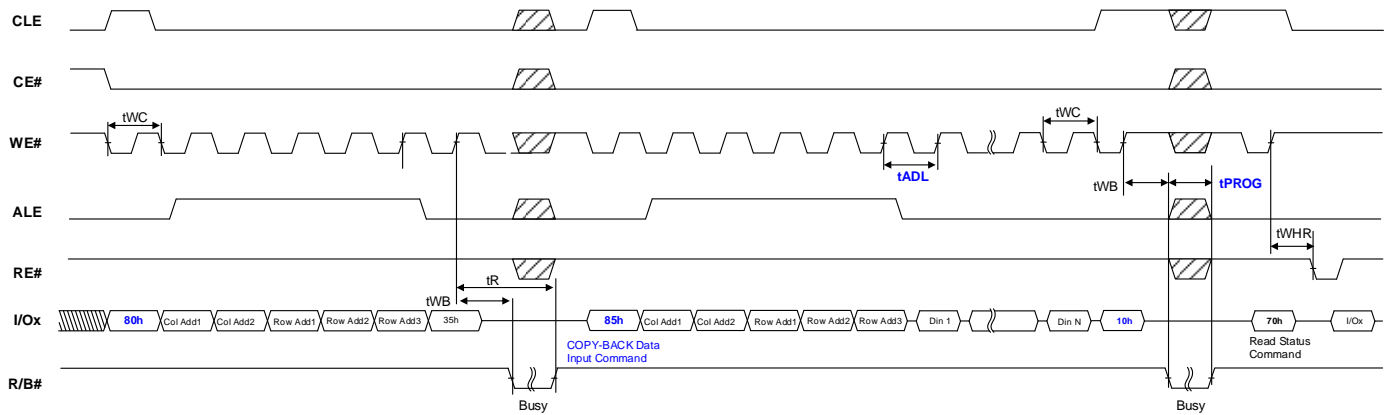 CLE
CE#
tWC
tWC
WE#
tADL
tWB
tPROG
ALE
tWHR
RE#
tR
tWB
I/Ox
80h Col Add1 Col Add2 Row Add1 Row Add2 Row Add3 35h 85h Col Add1 Col Add2 Row Add1 Row Add2 Row Add3 Din 1 Din N 10h 70h I/Ox
COPY-BACK Data
Input Command
Read Status
Command
R/B#
Busy
Busy